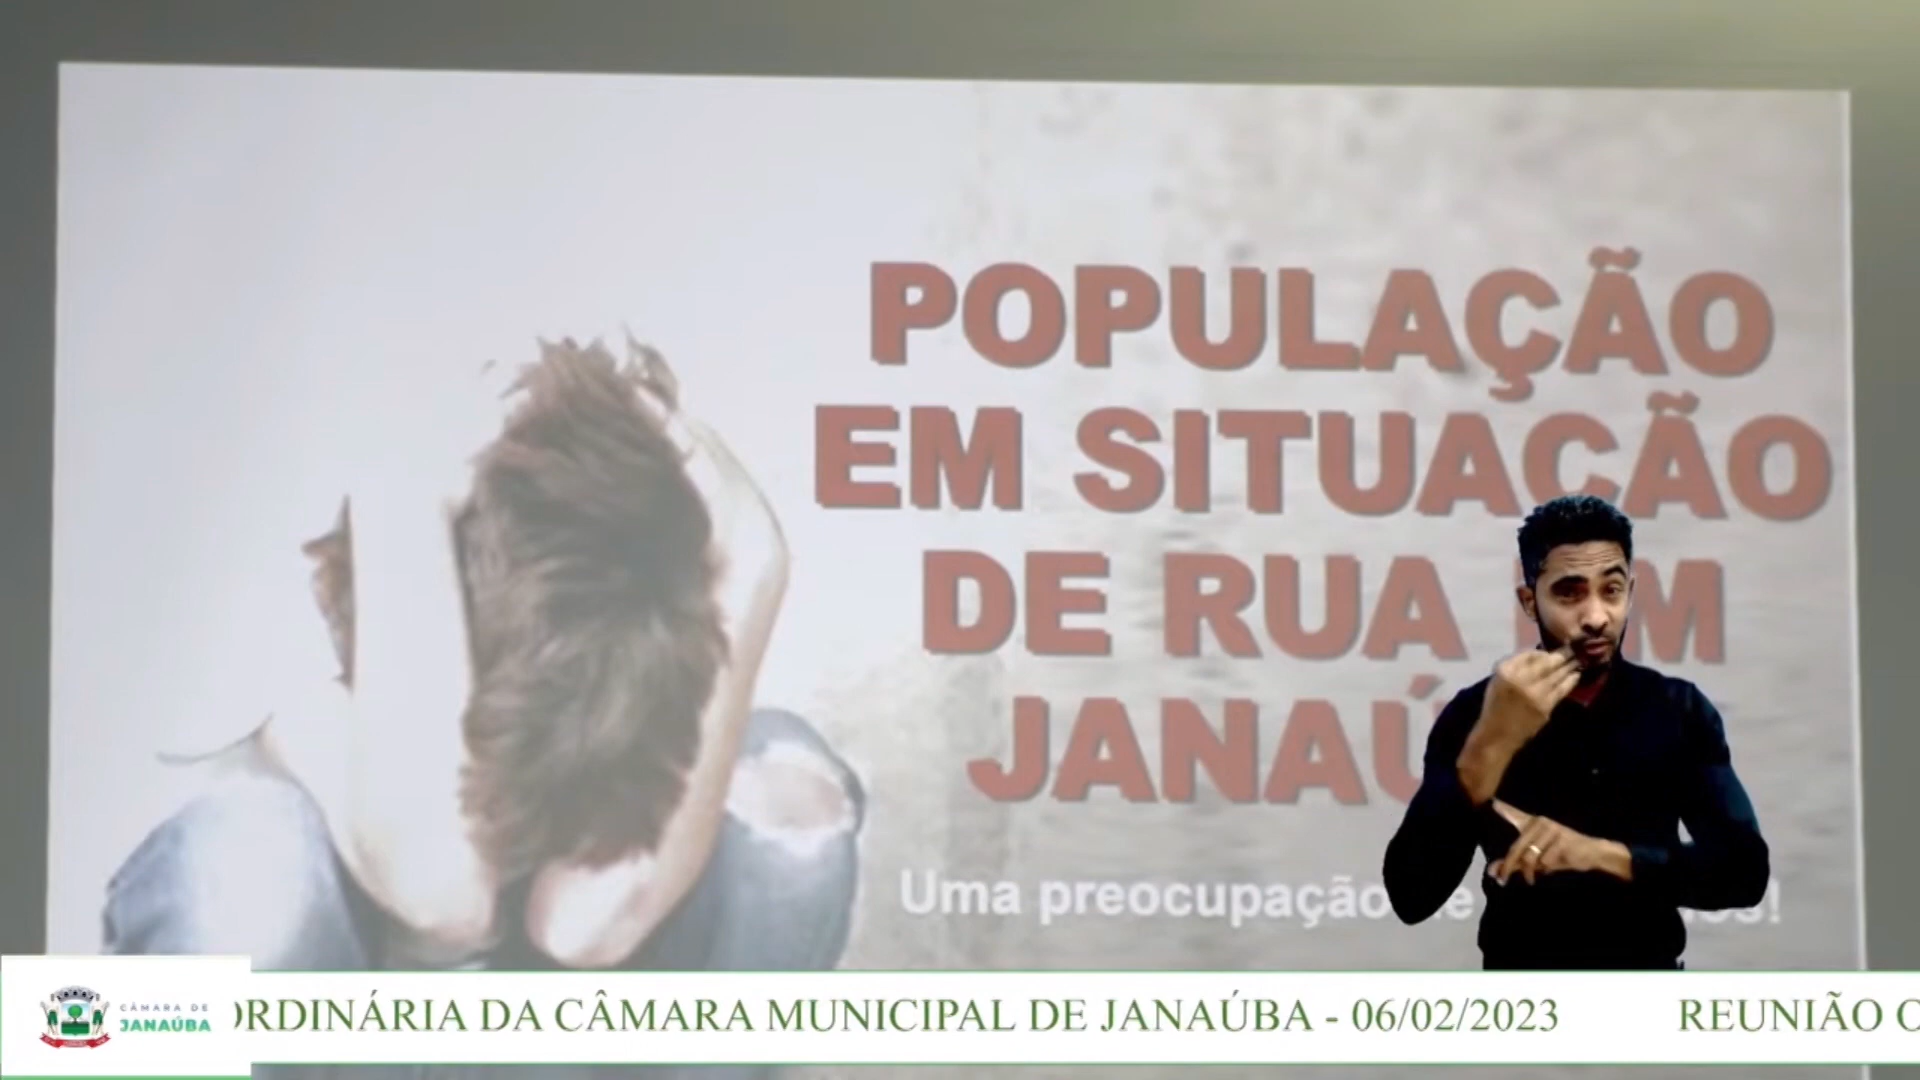 POPULAÇÃO
EM SITUAÇÃO
DE RUA
Uma preocupação
CÂMARA DE
JANAÚBA
ORDINÁRIA DA CÂMARA MUNICIPAL DE JANAÚBA - 06/02/2023 REUNIÃO